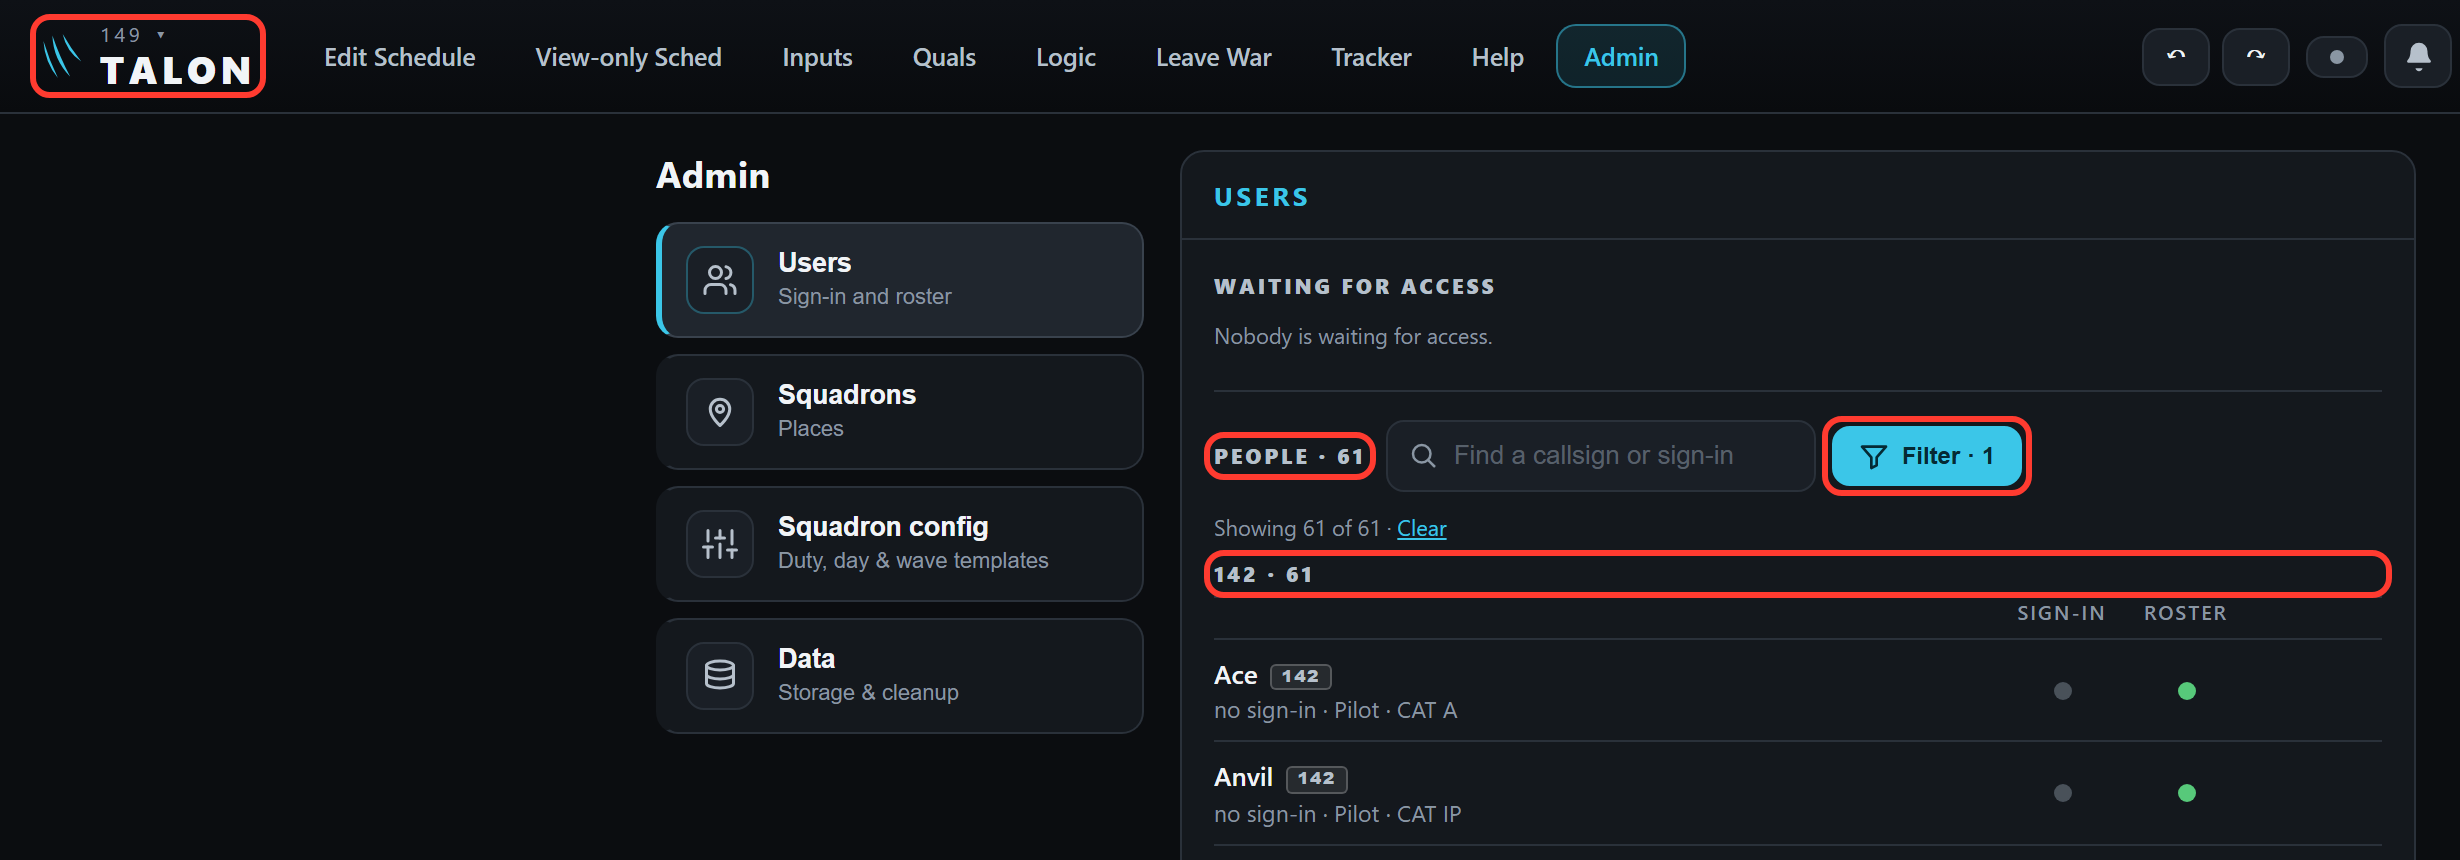 149 ▾
TALON
Edit Schedule
View-only Sched
Inputs
Quals
Logic
Leave War
Tracker
Help
Admin
Admin
Users
Sign-in and roster
Squadrons
Places
Squadron config
Duty, day & wave templates
Data
Storage & cleanup
USERS
WAITING FOR ACCESS
Nobody is waiting for access.
PEOPLE · 61
Find a callsign or sign-in
Filter · 1
Showing 61 of 61 · Clear
142 · 61
SIGN-IN ROSTER
Ace 142
no sign-in · Pilot · CAT A
Anvil 142
no sign-in · Pilot · CAT IP